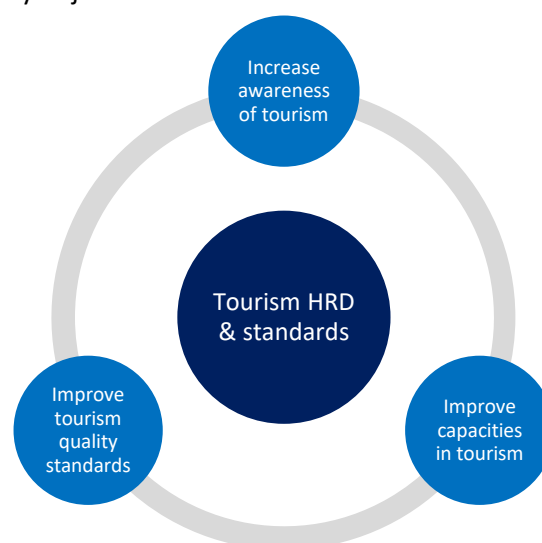 Increase
awareness
of tourism
Tourism HRD
& standards
Improve
tourism
quality
standards
Improve
capacities
in tourism